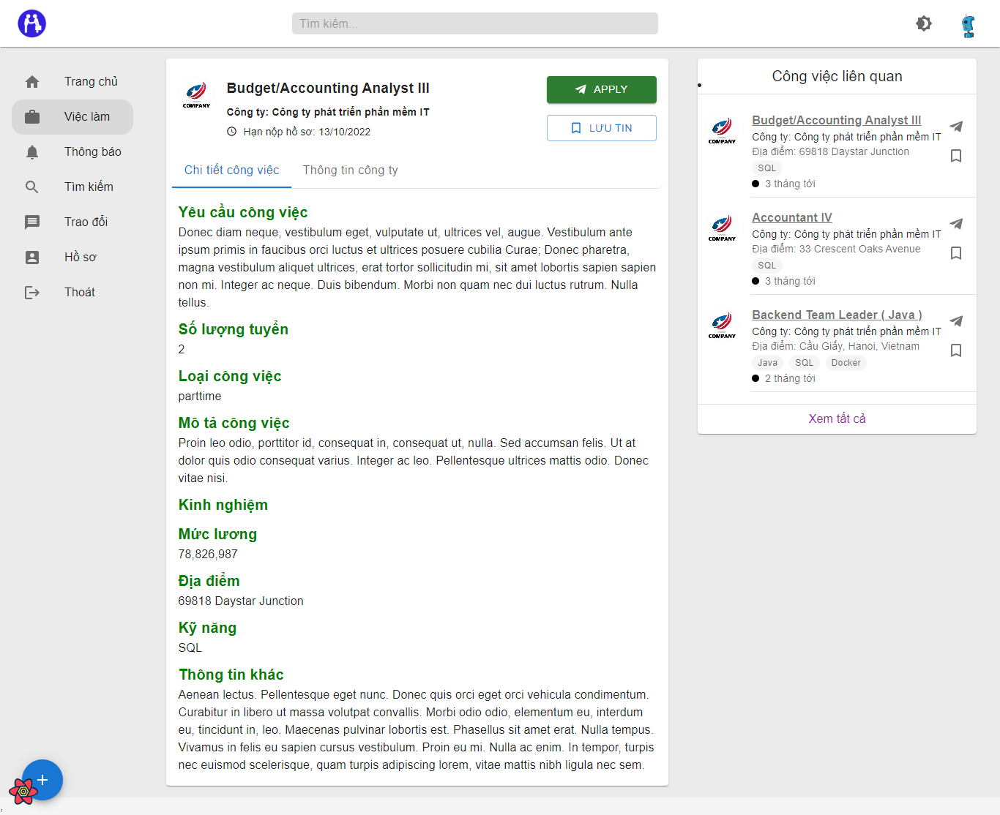 Tìm kiếm...
Trang chủ
Việc làm
Thông báo
Tìm kiếm
Trao đổi
Hồ sơ
Thoát
COMPANY
Budget/Accounting Analyst III
Công ty: Công ty phát triển phần mềm IT
Hạn nộp hồ sơ: 13/10/2022
APPLY
LƯU TIN
Chi tiết công việc
Thông tin công ty
Yêu cầu công việc
Donec diam neque, vestibulum eget, vulputate ut, ultrices vel, augue. Vestibulum ante
ipsum primis in faucibus orci luctus et ultrices posuere cubilia Curae; Donec pharetra,
magna vestibulum aliquet ultrices, erat tortor sollicitudin mi, sit amet lobortis sapien sapien
non mi. Integer ac neque. Duis bibendum. Morbi non quam nec dui luctus rutrum. Nulla
tellus.
Số lượng tuyển
2
Loại công việc
parttime
Mô tả công việc
Proin leo odio, porttitor id, consequat in, consequat ut, nulla. Sed accumsan felis. Ut at
dolor quis odio consequat varius. Integer ac leo. Pellentesque ultrices mattis odio. Donec
vitae nisi.
Kinh nghiệm
Mức lương
78,826,987
Địa điểm
69818 Daystar Junction
Kỹ năng
SQL
Thông tin khác
Aenean lectus. Pellentesque eget nunc. Donec quis orci eget orci vehicula condimentum.
Curabitur in libero ut massa volutpat convallis. Morbi odio odio, elementum eu, interdum
eu, tincidunt in, leo. Maecenas pulvinar lobortis est. Phasellus sit amet erat. Nulla tempus.
Vivamus in felis eu sapien cursus vestibulum. Proin eu mi. Nulla ac enim. In tempor, turpis
nec euismod scelerisque, quam turpis adipiscing lorem, vitae mattis nibh ligula nec sem.
Công việc liên quan
COMPANY
Budget/Accounting Analyst III
Công ty: Công ty phát triển phần mềm IT
Địa điểm: 69818 Daystar Junction
SQL
3 tháng tới
COMPANY
Accountant IV
Công ty: Công ty phát triển phần mềm IT
Địa điểm: 33 Crescent Oaks Avenue
SQL
3 tháng tới
COMPANY
Backend Team Leader ( Java )
Công ty: Công ty phát triển phần mềm IT
Địa điểm: Cầu Giấy, Hanoi, Vietnam
Java SQL Docker
2 tháng tới
Xem tất cả
,